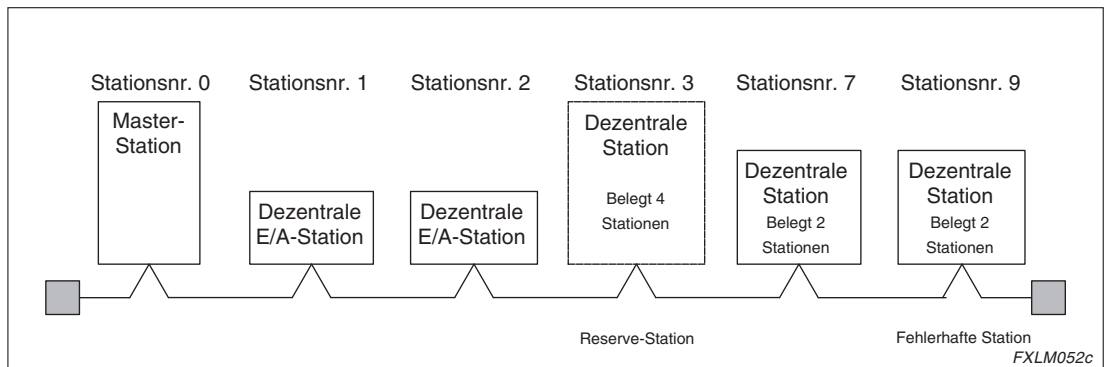 Stationsnr. 0
Stationsnr. 1
Stationsnr. 2
Stationsnr. 3
Stationsnr. 7
Stationsnr. 9
Master-
Station
Dezentrale
E/A-Station
Dezentrale
E/A-Station
Dezentrale
Station
Belegt 4
Stationen
Dezentrale
Station
Belegt 2
Stationen
Dezentrale
Station
Belegt 2
Stationen
Reserve-Station
Fehlerhafte Station
FXLM052c